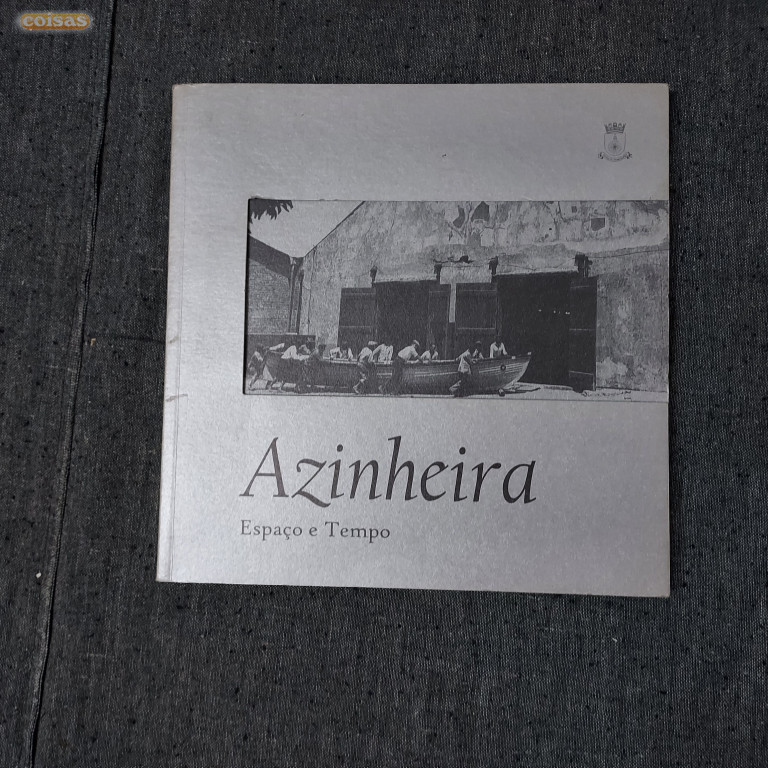 coisas
Azinheira
Espaço e Tempo